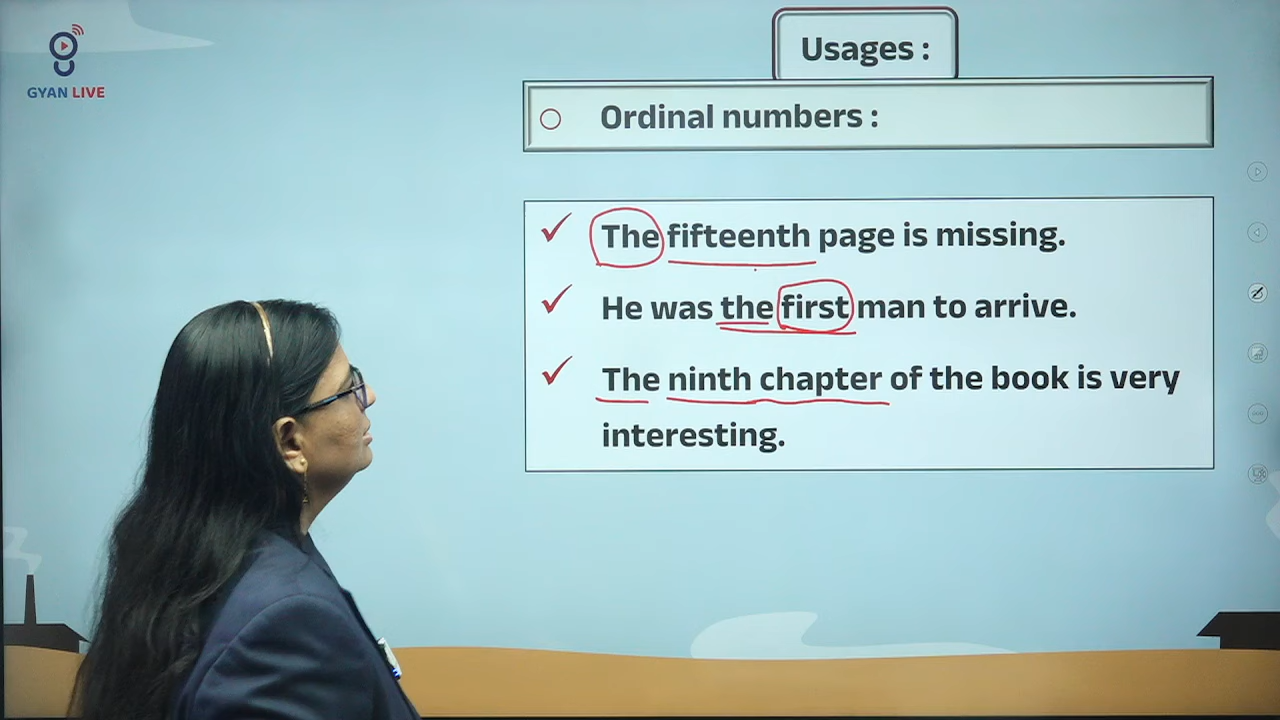 GYAN LIVE
Usages :
Ordinal numbers :
The fifteenth page is missing.
He was the first man to arrive.
The ninth chapter of the book is very
interesting.